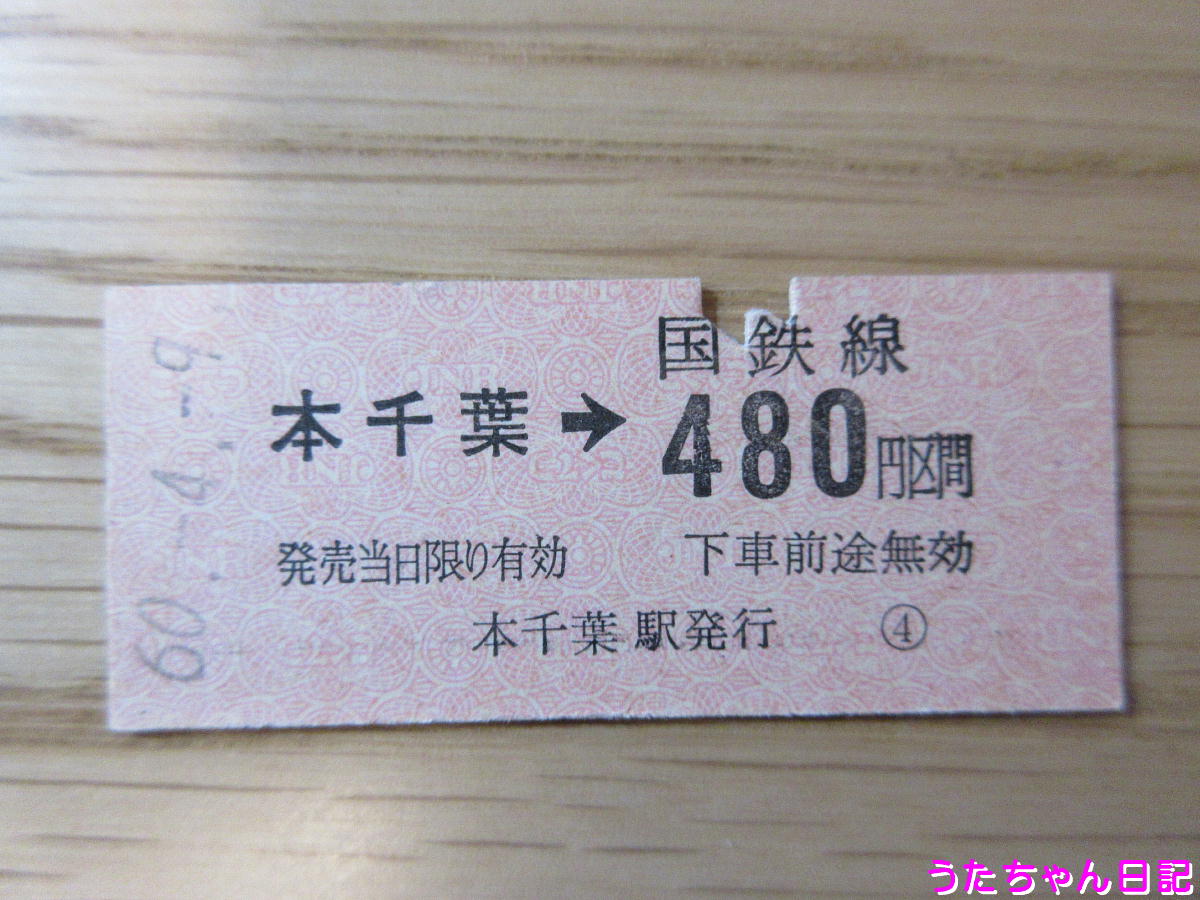 60.-4.-9
国鉄線
本千葉➔480円区間
発売当日限り有効 下車前途無効
本千葉駅発行 ④
うたちゃん日記